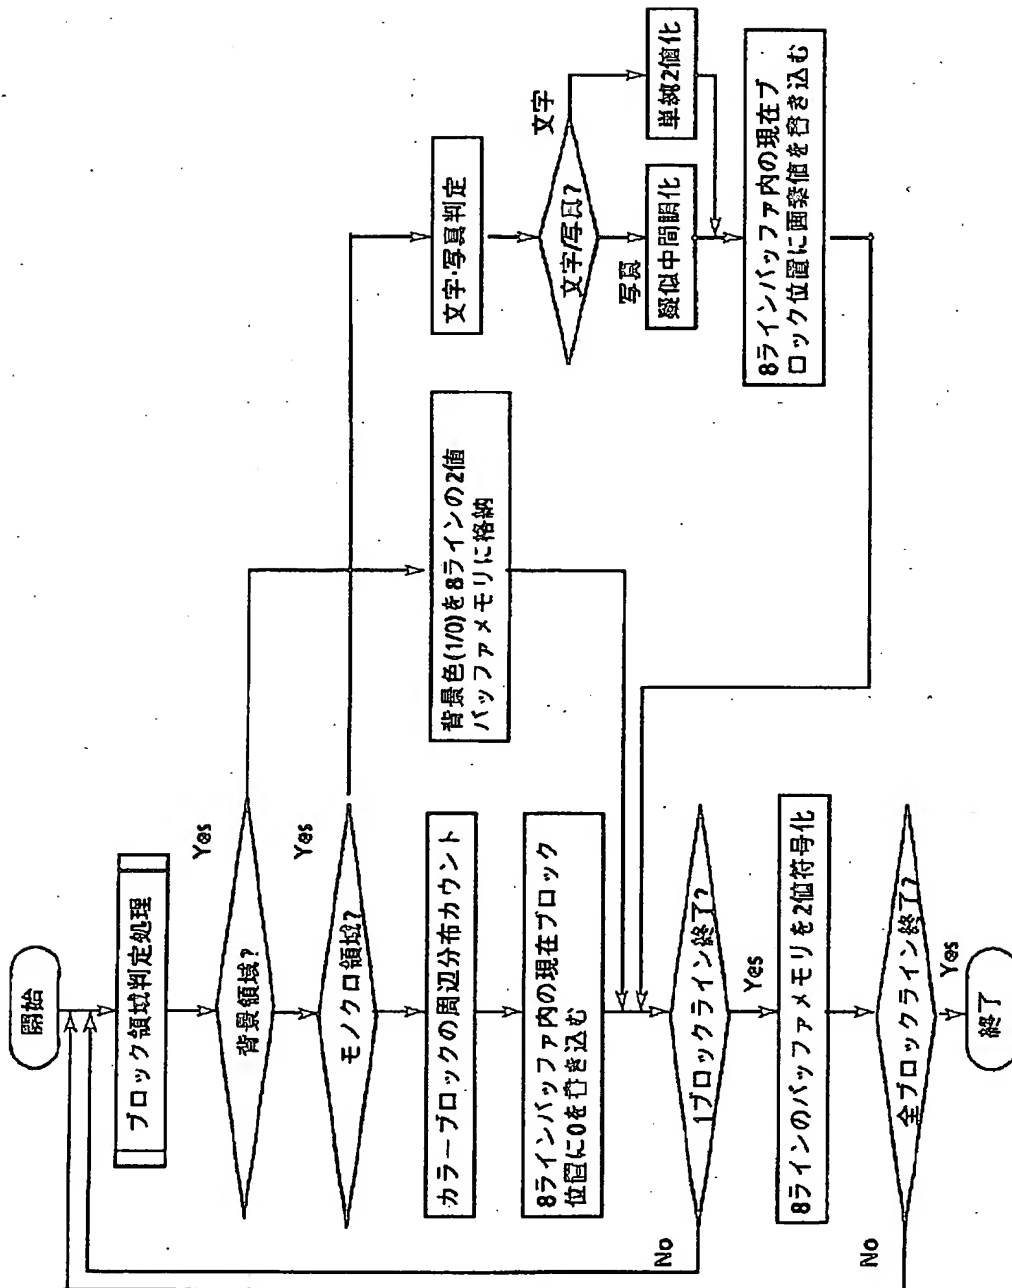 開始
ブロック領域判定処理
背景領域?
Yes
モノクロ領域?
Yes
カラーブロックの周辺分布カウント
8ラインバッファ内の現在ブロック
位置に0を書き込む
背景色(1/0)を8ラインの2値
バッファメモリに格納
文字・写真判定
文字/写真?
文字
写真
単純2値化
疑似中間調化
8ラインバッファ内の現在ブ
ロック位置に画素値を書き込む
1ブロックライン終了?
No
Yes
8ラインのバッファメモリを2値符号化
全ブロックライン終了?
No
Yes
終了